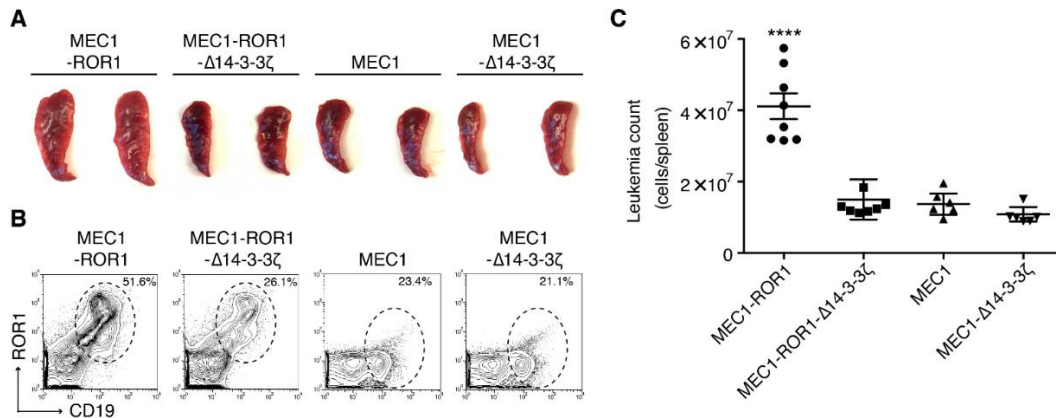 A
MEC1
-ROR1
MEC1-ROR1
-Δ14-3-3ζ
MEC1
MEC1
-Δ14-3-3ζ
B
MEC1
-ROR1
MEC1-ROR1
-Δ14-3-3ζ
MEC1
MEC1
-Δ14-3-3ζ
51.6%
26.1%
23.4%
21.1%
ROR1
CD19
C
Leukemia count
(cells/spleen)
6×10⁷
4×10⁷
2×10⁷
0
****
MEC1-ROR1
MEC1-ROR1-Δ14-3-3ζ
MEC1
MEC1-Δ14-3-3ζ